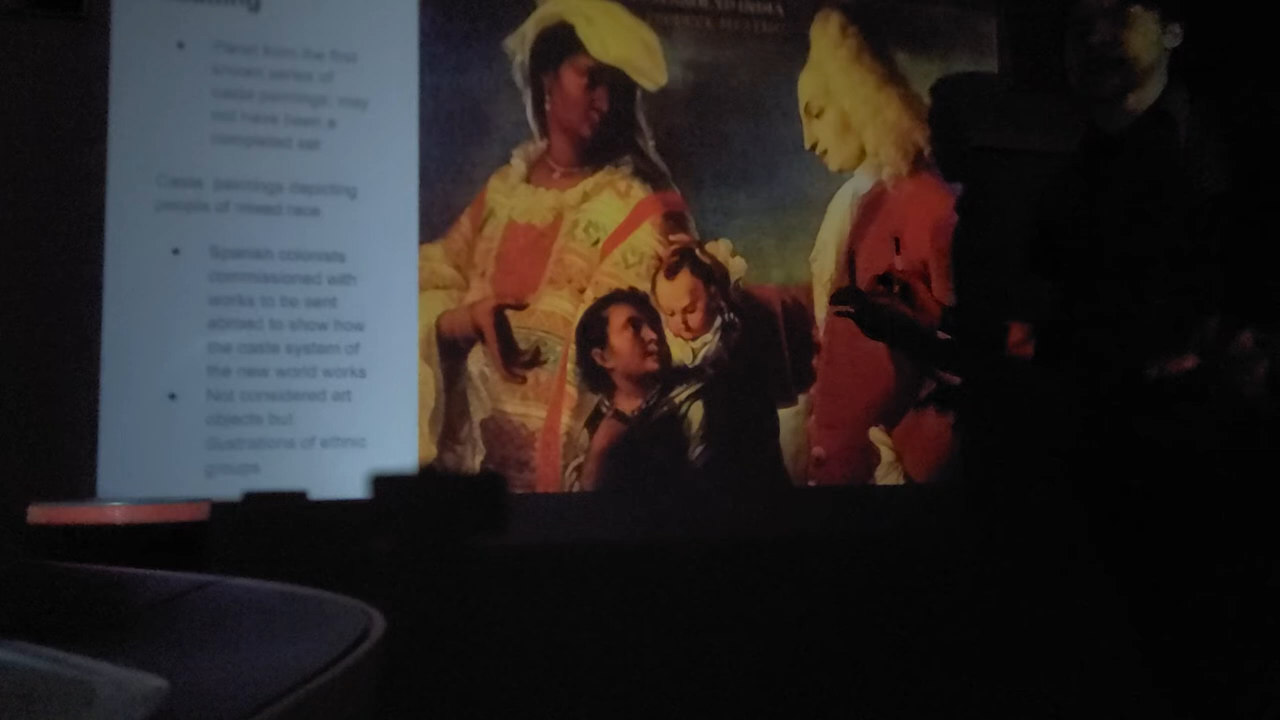 Panel from the first
known series of
caste paintings; may
not have been a
completed set
Caste: paintings depicting
people of mixed race
Spanish colonists
commissioned with
works to be sent
abroad to show how
the caste system of
the new world works
Not considered art
objects but
illustrations of ethnic
groups